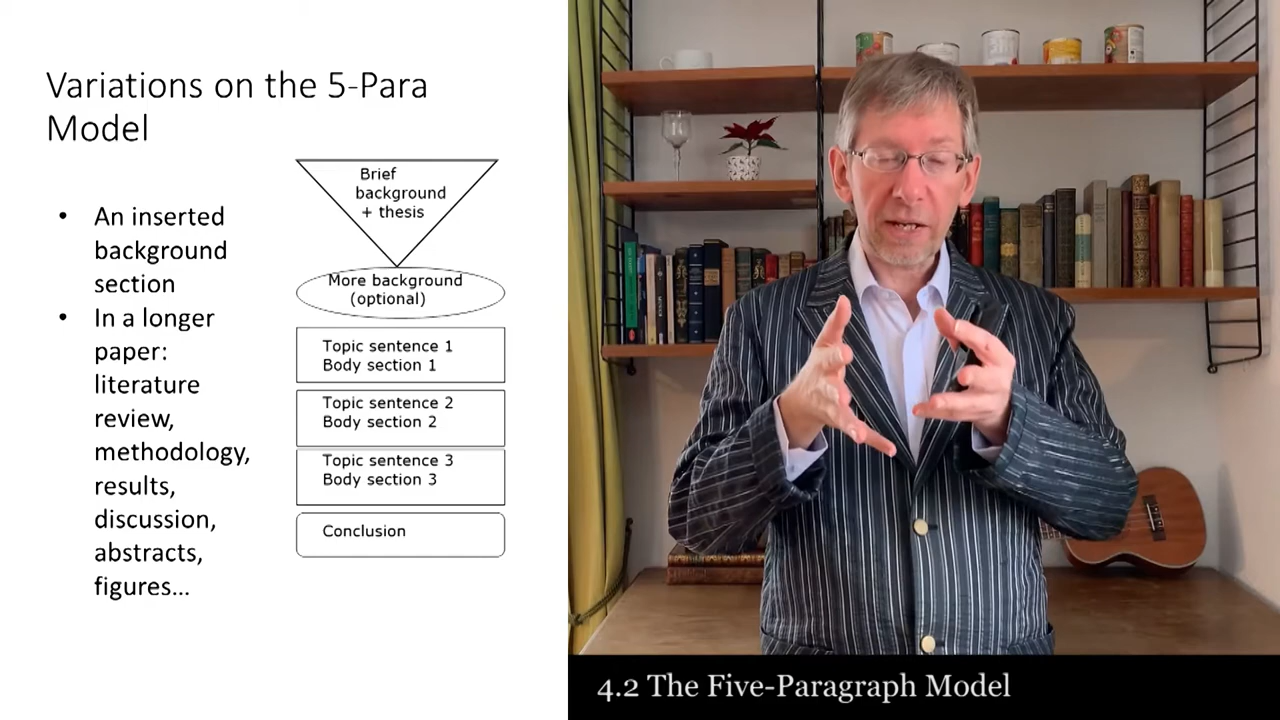 Variations on the 5-Para
Model
• An inserted
background
section
• In a longer
paper:
literature
review,
methodology,
results,
discussion,
abstracts,
figures...
Brief
background
+ thesis
More background
(optional)
Topic sentence 1
Body section 1
Topic sentence 2
Body section 2
Topic sentence 3
Body section 3
Conclusion
4.2 The Five-Paragraph Model